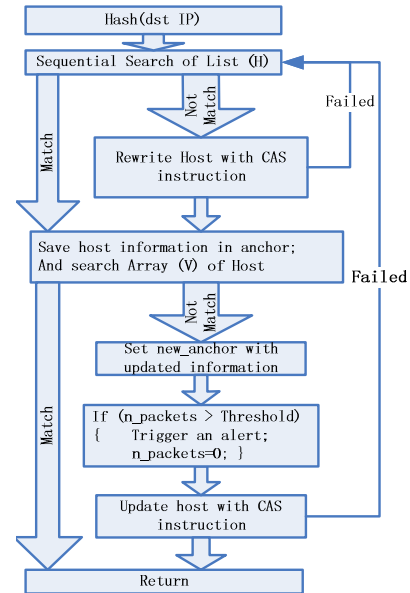 Hash(dst IP)
Sequential Search of List (H)
Match
Not
Match
Failed
Rewrite Host with CAS
instruction
Save host information in anchor;
And search Array (V) of Host
Failed
Match
Not
Match
Set new_anchor with
updated information
If (n_packets > Threshold)
{ Trigger an alert;
n_packets=0; }
Update host with CAS
instruction
Return